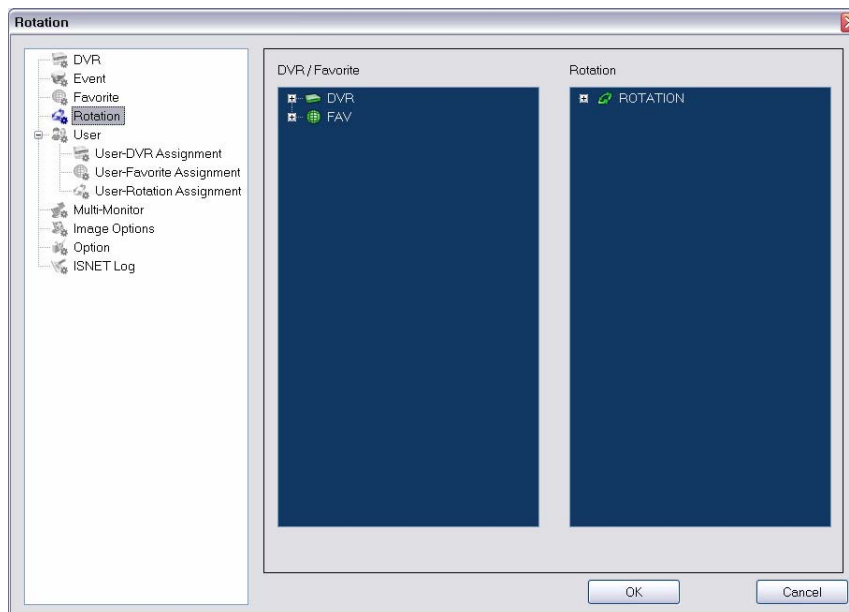 Rotation
DVR
Event
Favorite
Rotation
User
User-DVR Assignment
User-Favorite Assignment
User-Rotation Assignment
Multi-Monitor
Image Options
Option
ISNET Log
DVR / Favorite
DVR
FAV
Rotation
ROTATION
OK
Cancel